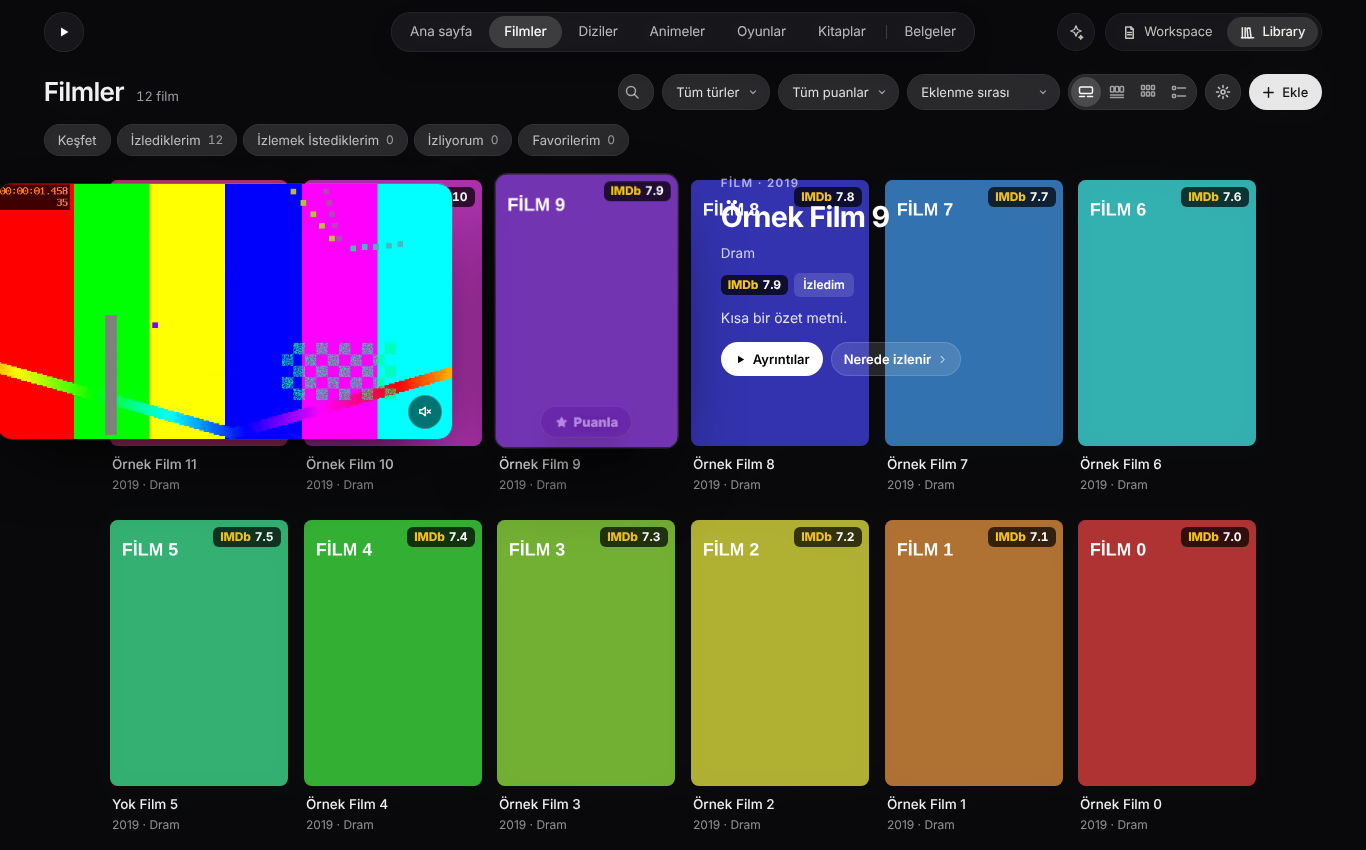 Ana sayfa Filmler Diziler Animeler Oyunlar Kitaplar Belgeler Workspace Library
Filmler 12 film Tüm türler Tüm puanlar Eklenme sırası Ekle
Keşfet İzlediklerim 12 İzlemek İstediklerim 0 İzliyorum 0 Favorilerim 0
00:00:01.458
35
10
FİLM 9 IMDb 7.9
FİLM 8 IMDb 7.8
FİLM 7 IMDb 7.7
FİLM 6 IMDb 7.6
FİLM · 2019
Örnek Film 9
Dram
IMDb 7.9 İzledim
Kısa bir özet metni.
Ayrıntılar Nerede izlenir
Puanla
Örnek Film 11 Örnek Film 10 Örnek Film 9 Örnek Film 8 Örnek Film 7 Örnek Film 6
2019 · Dram 2019 · Dram 2019 · Dram 2019 · Dram 2019 · Dram 2019 · Dram
FİLM 5 IMDb 7.5 FİLM 4 IMDb 7.4 FİLM 3 IMDb 7.3 FİLM 2 IMDb 7.2 FİLM 1 IMDb 7.1 FİLM 0 IMDb 7.0
Yok Film 5 Örnek Film 4 Örnek Film 3 Örnek Film 2 Örnek Film 1 Örnek Film 0
2019 · Dram 2019 · Dram 2019 · Dram 2019 · Dram 2019 · Dram 2019 · Dram